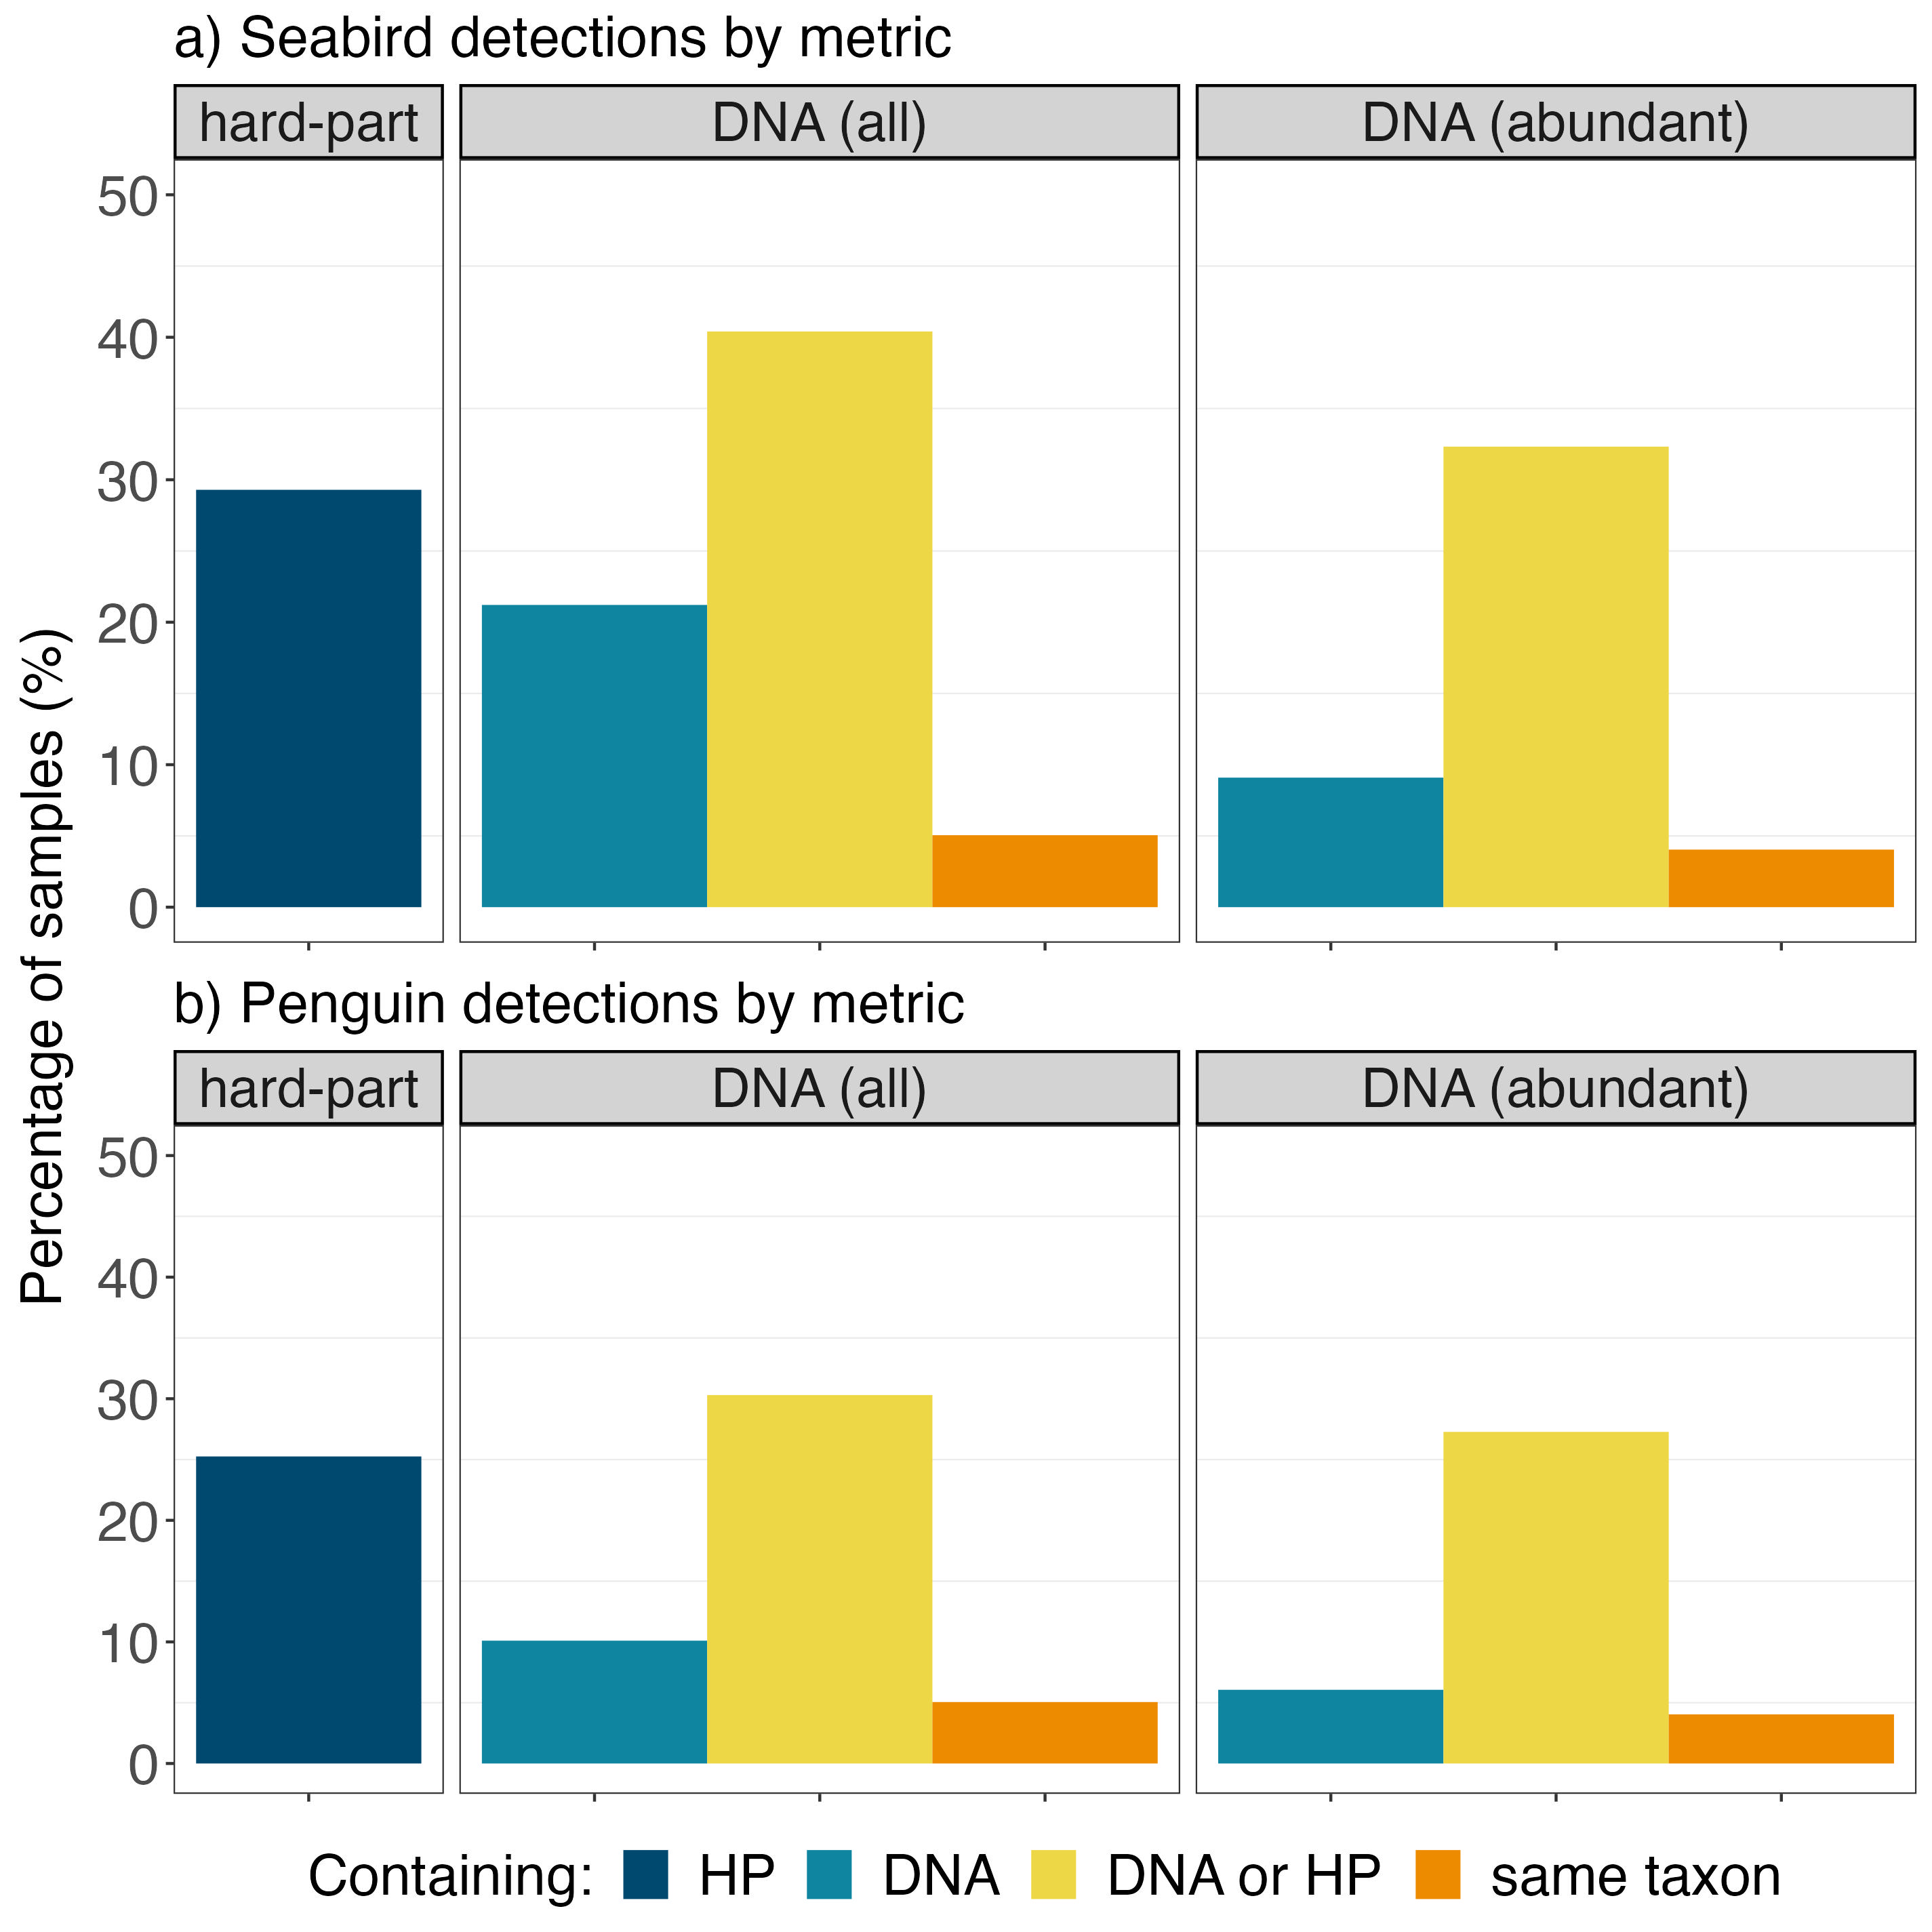 a) Seabird detections by metric
hard-part DNA (all) DNA (abundant)
50
40
30
20
10
0
Percentage of samples (%)
b) Penguin detections by metric
hard-part DNA (all) DNA (abundant)
50
40
30
20
10
0
Containing: HP DNA DNA or HP same taxon